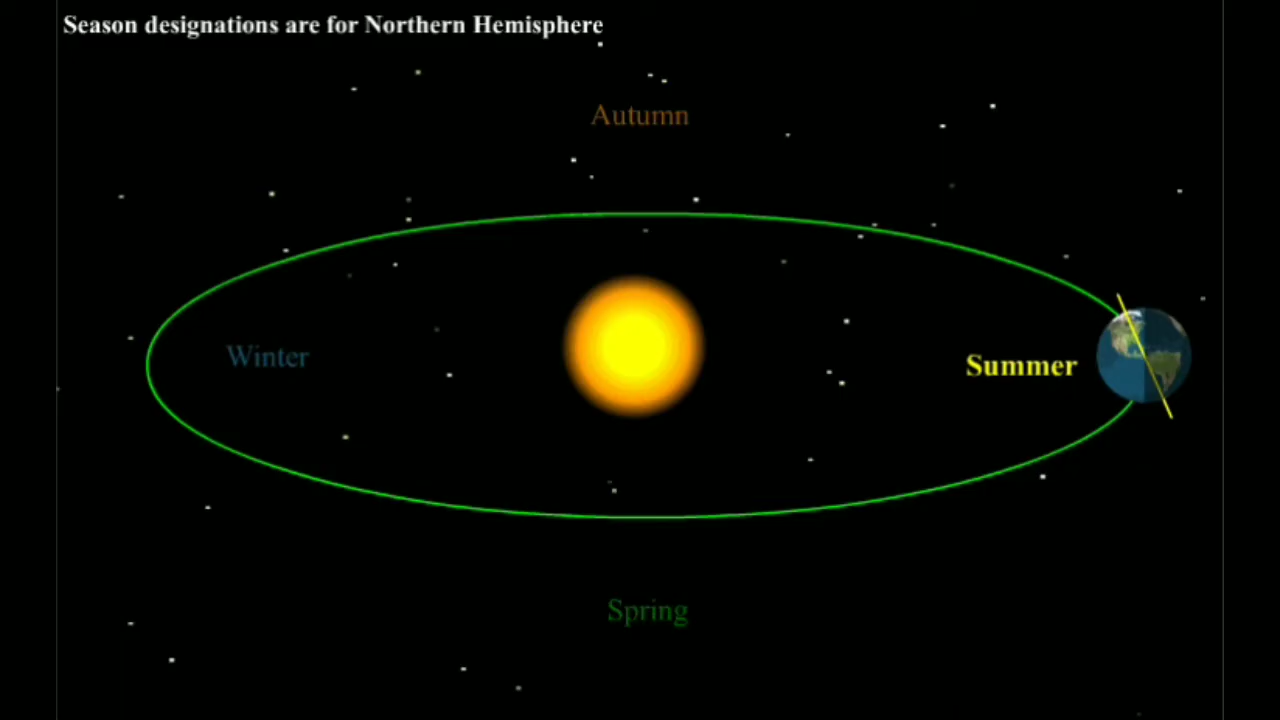 Season designations are for Northern Hemisphere
Autumn
Winter
Summer
Spring